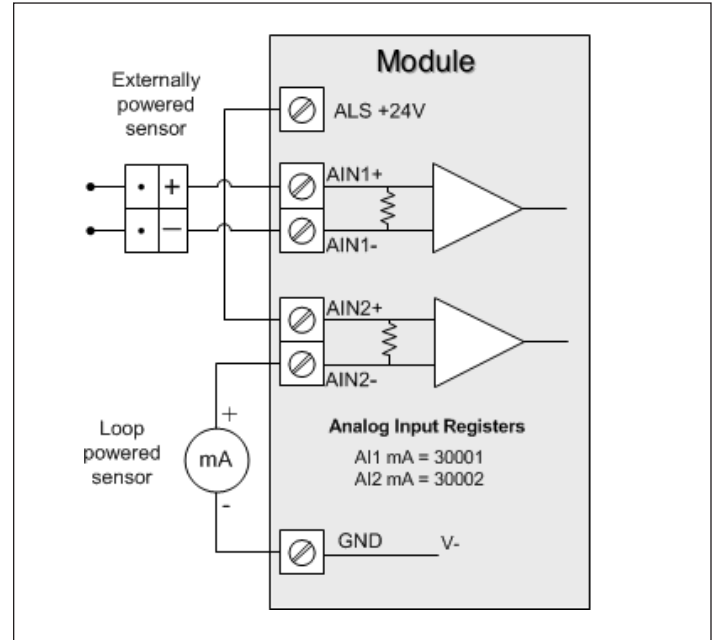 Module
Externally
powered
sensor
ALS +24V
+
−
AIN1+
AIN1-
AIN2+
AIN2-
Loop
powered
sensor
+
mA
-
Analog Input Registers
AI1 mA = 30001
AI2 mA = 30002
GND V-